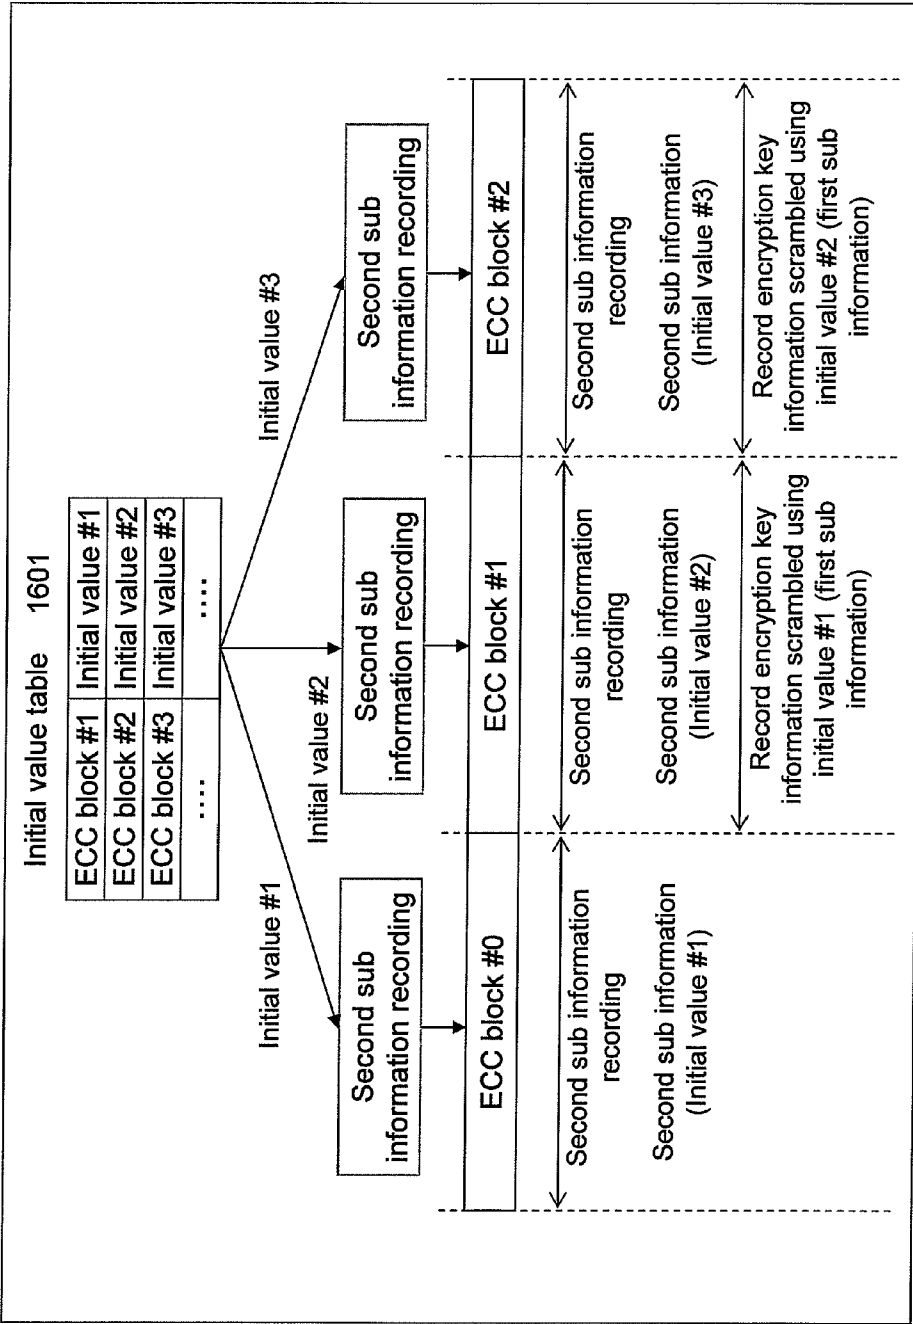 Initial value table 1601
ECC block #1 Initial value #1
ECC block #2 Initial value #2
ECC block #3 Initial value #3
.... ....
Initial value #1
Initial value #2
Initial value #3
Second sub
information recording
Second sub
information recording
Second sub
information recording
ECC block #0
ECC block #1
ECC block #2
Second sub information
recording
Second sub information
recording
Second sub information
recording
Second sub information
(Initial value #1)
Second sub information
(Initial value #2)
Second sub information
(Initial value #3)
Record encryption key
information scrambled using
initial value #1 (first sub
information)
Record encryption key
information scrambled using
initial value #2 (first sub
information)